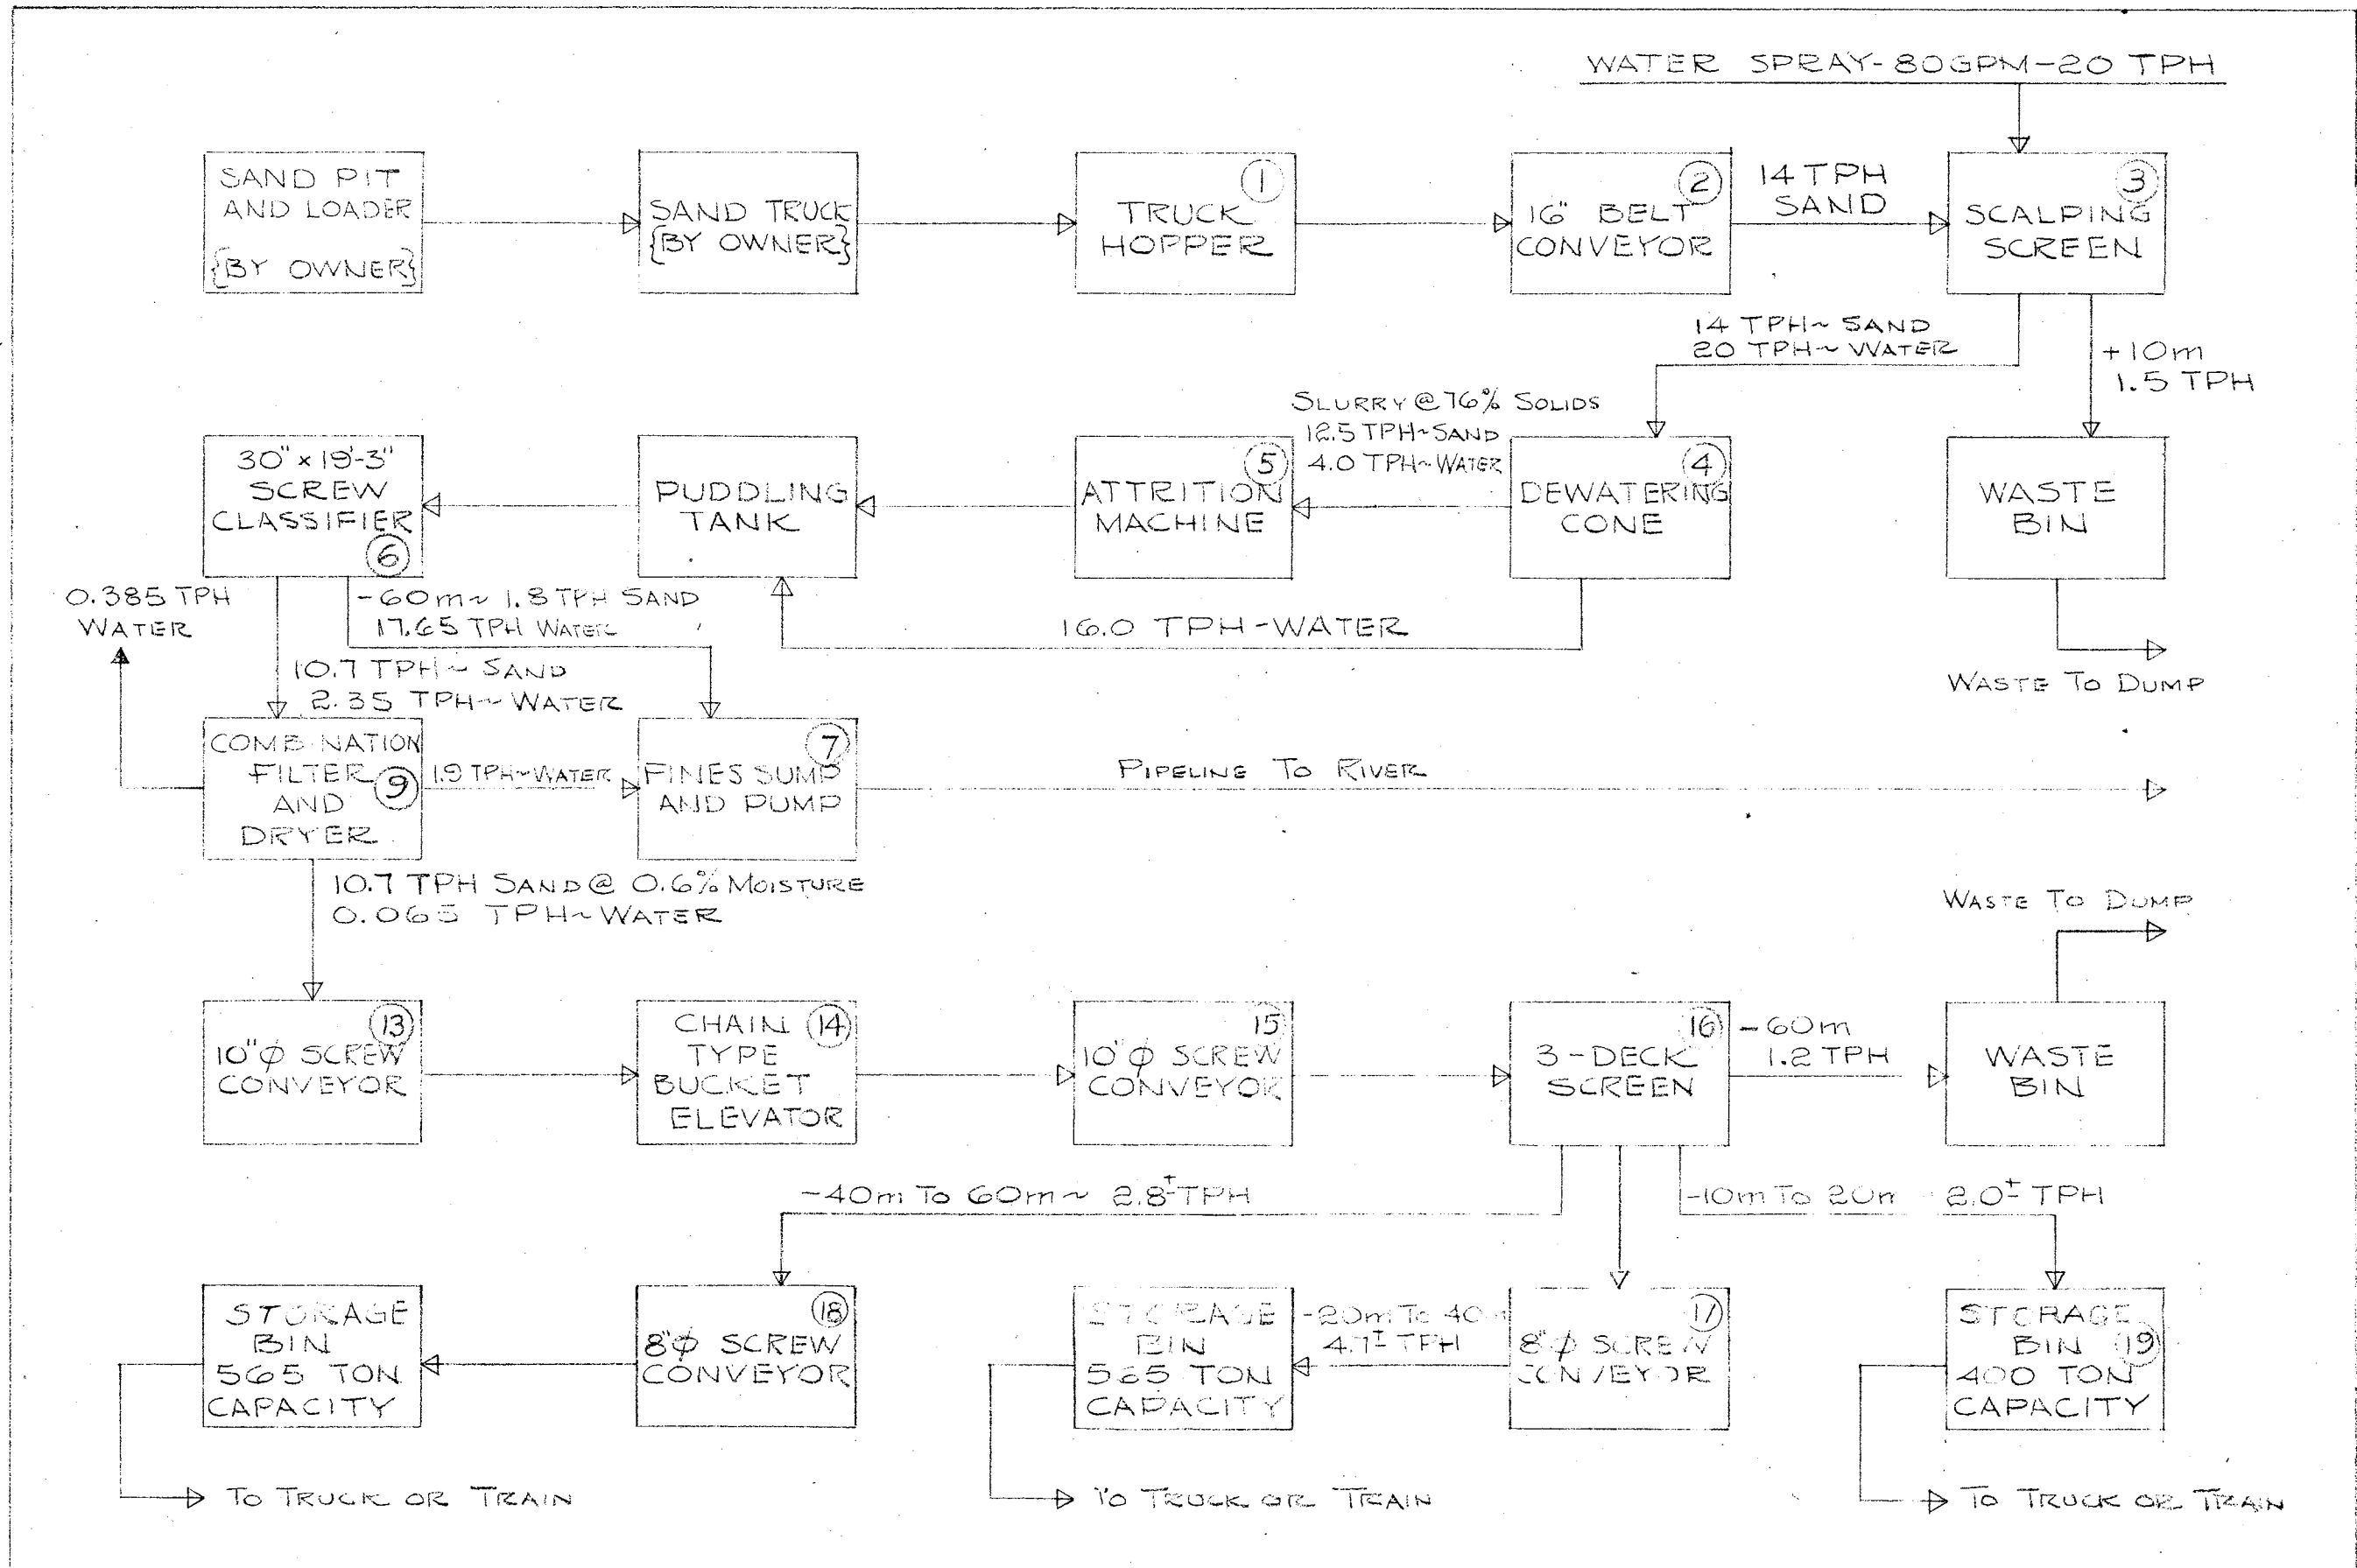 WATER SPRAY-80GPM-20 TPH
SAND PIT
AND LOADER
{BY OWNER}
SAND TRUCK
{BY OWNER}
1
TRUCK
HOPPER
2
16" BELT
CONVEYOR
14 TPH
SAND
3
SCALPING
SCREEN
14 TPH~ SAND
20 TPH~ WATER
+10m
1.5 TPH
30" x 19'-3"
SCREW
CLASSIFIER
6
PUDDLING
TANK
5
ATTRITION
MACHINE
SLURRY @ 76% SOLIDS
12.5 TPH~SAND
4.0 TPH~WATER
4
DEWATERING
CONE
WASTE
BIN
0.385 TPH
WATER
-60m~ 1.8 TPH SAND
17.65 TPH WATER
16.0 TPH-WATER
10.7 TPH~ SAND
2.35 TPH~ WATER
WASTE TO DUMP
COMB NATION
FILTER
AND
DRYER
9
1.9 TPH~WATER
7
FINES SUMP
AND PUMP
PIPELINE TO RIVER
10.7 TPH SAND @ 0.6% MOISTURE
0.065 TPH~WATER
WASTE TO DUMP
13
10"φ SCREW
CONVEYOR
CHAIN 14
TYPE
BUCKET
ELEVATOR
15
10"φ SCREW
CONVEYOR
16
3-DECK
SCREEN
-60m
1.2 TPH
WASTE
BIN
-40m TO 60m~ 2.8± TPH
-10m TO 20m 2.0± TPH
STORAGE
BIN
565 TON
CAPACITY
18
8"φ SCREW
CONVEYOR
STORAGE
BIN
565 TON
CAPACITY
-20m TO 40m
4.7± TPH
17
8"φ SCREW
CONVEYOR
STORAGE
BIN 19
400 TON
CAPACITY
TO TRUCK OR TRAIN
TO TRUCK OR TRAIN
TO TRUCK OR TRAIN